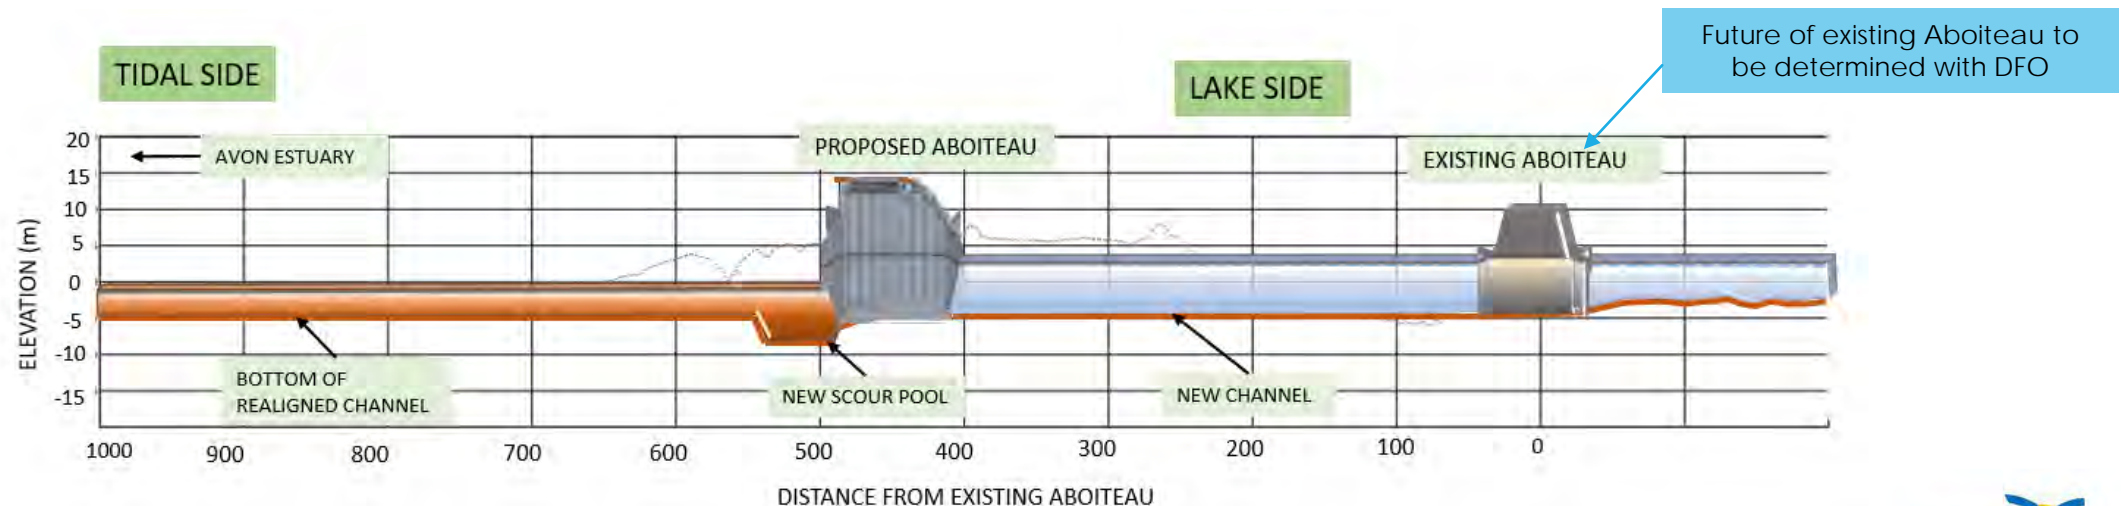 Future of existing Aboiteau to
be determined with DFO
TIDAL SIDE
LAKE SIDE
AVON ESTUARY
PROPOSED ABOITEAU
EXISTING ABOITEAU
ELEVATION (m)
20
15
10
5
0
-5
-10
-15
BOTTOM OF
REALIGNED CHANNEL
NEW SCOUR POOL
NEW CHANNEL
1000 900 800 700 600 500 400 300 200 100 0
DISTANCE FROM EXISTING ABOITEAU